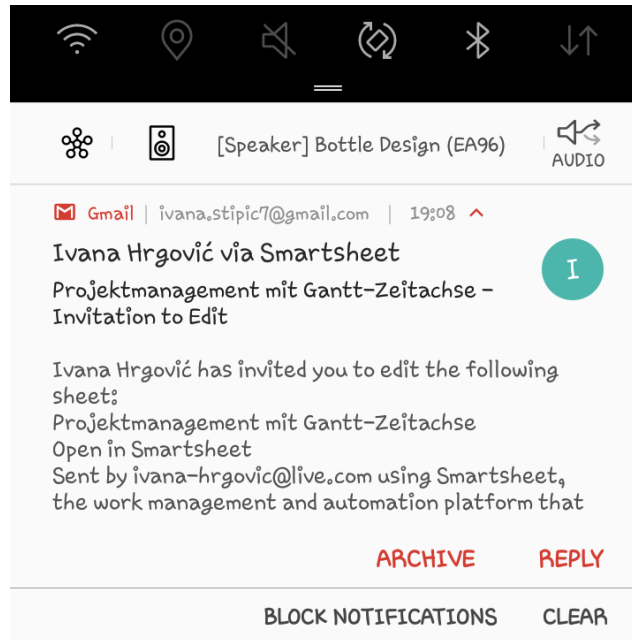 [Speaker] Bottle Design (EA96)
AUDIO
Gmail | ivana.stipic7@gmail.com | 19:08
Ivana Hrgović via Smartsheet
I
Projektmanagement mit Gantt-Zeitachse -
Invitation to Edit
Ivana Hrgović has invited you to edit the following
sheet:
Projektmanagement mit Gantt-Zeitachse
Open in Smartsheet
Sent by ivana-hrgovic@live.com using Smartsheet,
the work management and automation platform that
ARCHIVE REPLY
BLOCK NOTIFICATIONS CLEAR